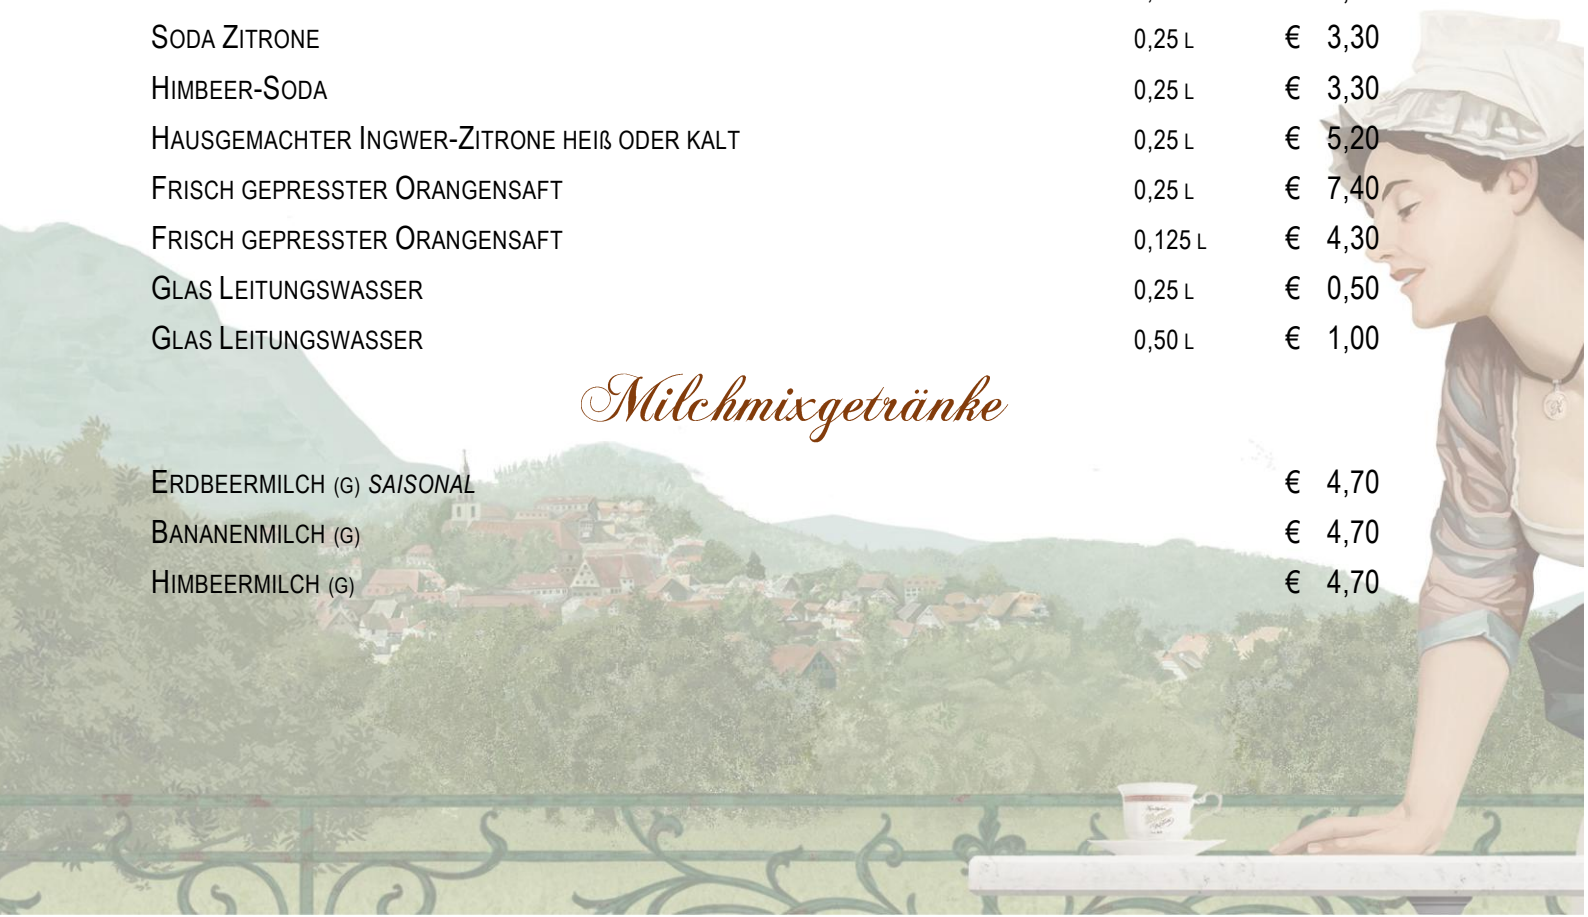 SODA ZITRONE 0,25 L € 3,30
HIMBEER-SODA 0,25 L € 3,30
HAUSGEMACHTER INGWER-ZITRONE HEIß ODER KALT 0,25 L € 5,20
FRISCH GEPRESSTER ORANGENSAFT 0,25 L € 7,40
FRISCH GEPRESSTER ORANGENSAFT 0,125 L € 4,30
GLAS LEITUNGSWASSER 0,25 L € 0,50
GLAS LEITUNGSWASSER 0,50 L € 1,00
Milchmixgetränke
ERDBEERMILCH (G) SAISONAL € 4,70
BANANENMILCH (G) € 4,70
HIMBEERMILCH (G) € 4,70